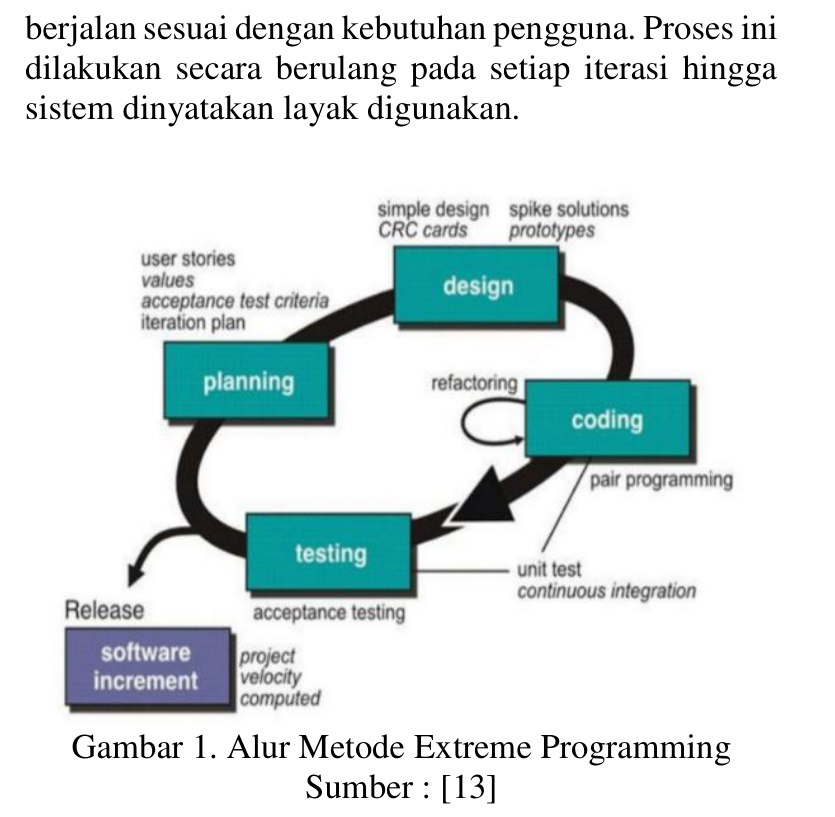 berjalan sesuai dengan kebutuhan pengguna. Proses ini
dilakukan secara berulang pada setiap iterasi hingga
sistem dinyatakan layak digunakan.
simple design
CRC cards
spike solutions
prototypes
design
user stories
values
acceptance test criteria
iteration plan
planning
refactoring
coding
pair programming
testing
unit test
continuous integration
acceptance testing
Release
software
increment
project
velocity
computed
Gambar 1. Alur Metode Extreme Programming
Sumber : [13]